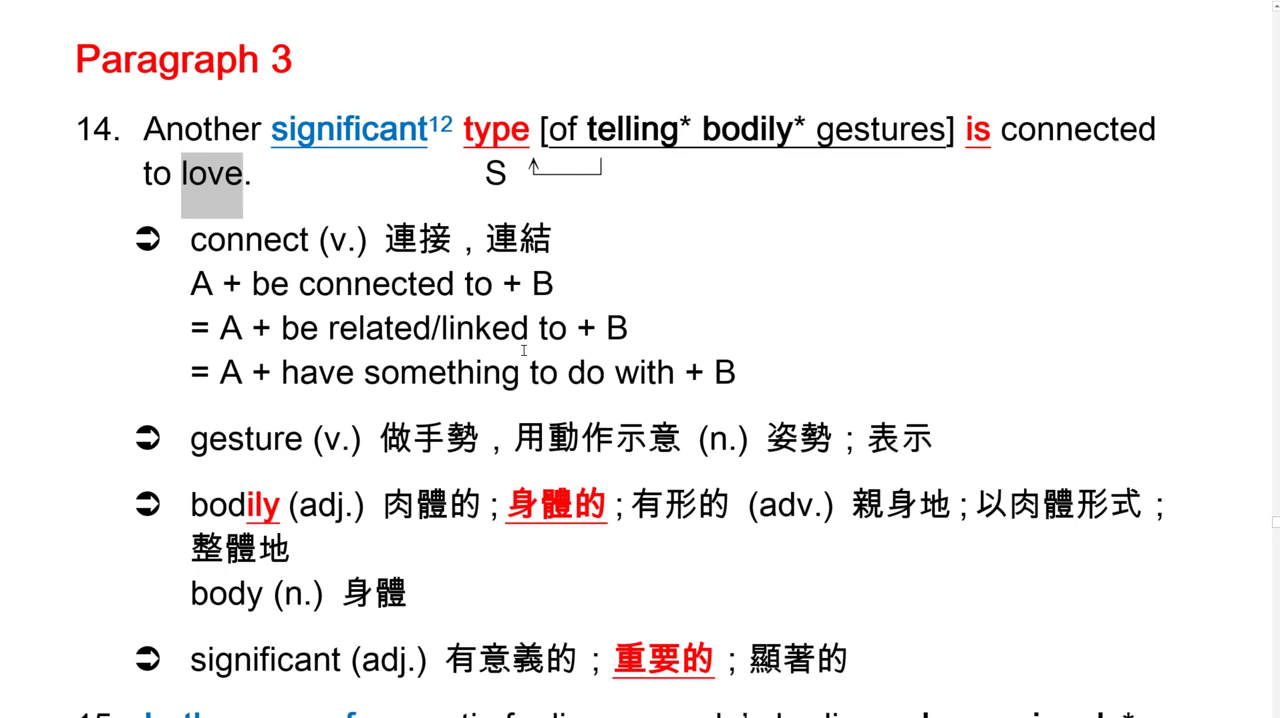 Paragraph 3
14. Another significant12 type [of telling* bodily* gestures] is connected
to love.
S
➲ connect (v.) 連接，連結
A + be connected to + B
= A + be related/linked to + B
= A + have something to do with + B
➲ gesture (v.) 做手勢，用動作示意 (n.) 姿勢；表示
➲ bodily (adj.) 肉體的；身體的；有形的 (adv.) 親身地；以肉體形式；
整體地
body (n.) 身體
➲ significant (adj.) 有意義的；重要的；顯著的